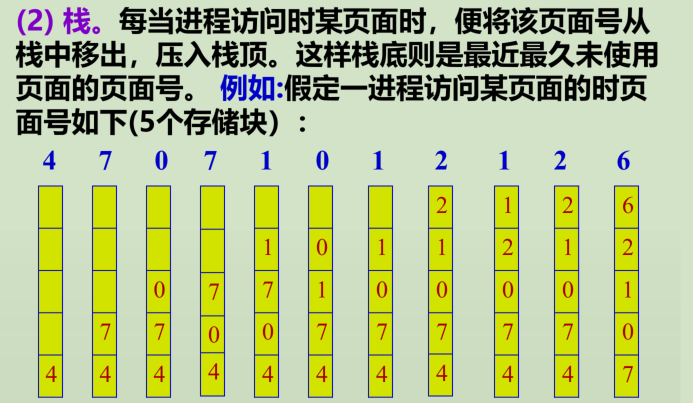 (2) 栈。每当进程访问时某页面时，便将该页面号从
栈中移出，压入栈顶。这样栈底则是最近最久未使用
页面的页面号。 例如:假定一进程访问某页面的时页
面号如下(5个存储块）：
4 7 0 7 1 0 1 2 1 2 6
2 1 2 6
1 0 1 1 2 1 2
0 7 7 1 0 0 0 0 1
7 7 0 0 7 7 7 7 7 0
4 4 4 4 4 4 4 4 4 4 7